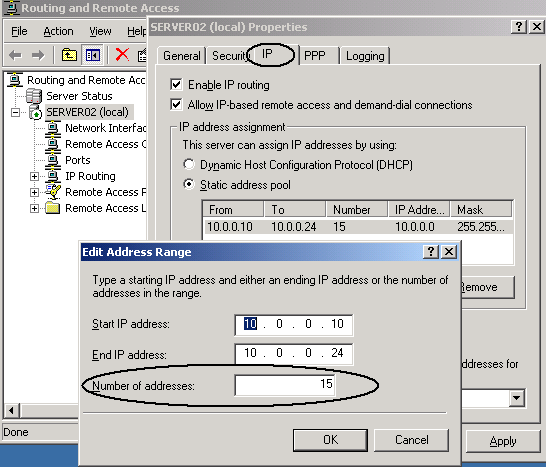 Routing and Remote Access
File Action View Help
Routing and Remote Acce
Server Status
SERVER02 (local)
Network Interfac
Remote Access C
Ports
IP Routing
Remote Access P
Remote Access L
Done
SERVER02 (local) Properties
General Security IP PPP Logging
Enable IP routing
Allow IP-based remote access and demand-dial connections
IP address assignment
This server can assign IP addresses by using:
Dynamic Host Configuration Protocol (DHCP)
Static address pool
From To Number IP Addre... Mask
10.0.0.10 10.0.0.24 15 10.0.0.0 255.255...
Remove
ddresses for
Apply
Edit Address Range
Type a starting IP address and either an ending IP address or the number of
addresses in the range.
Start IP address: 10 . 0 . 0 . 10
End IP address: 10 . 0 . 0 . 24
Number of addresses: 15
OK Cancel